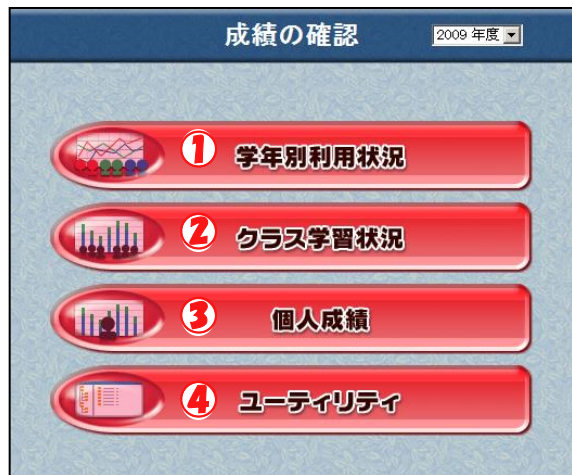 成績の確認 2009 年度
① 学年別利用状況
② クラス学習状況
③ 個人成績
④ ユーティリティ